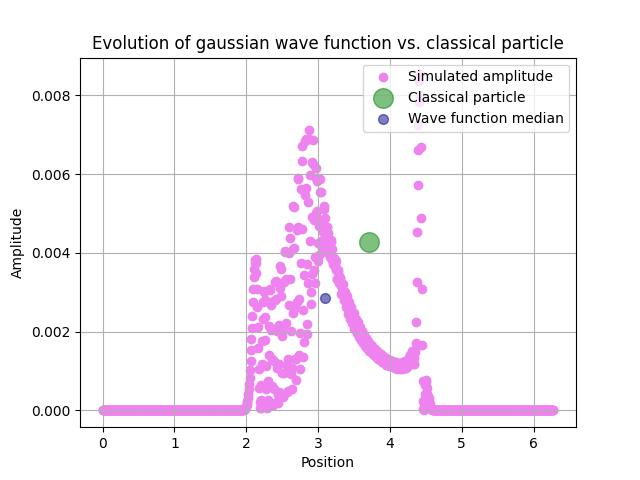 Evolution of gaussian wave function vs. classical particle
Simulated amplitude
Classical particle
Wave function median
0.008
0.006
0.004
0.002
0.000
Amplitude
0 1 2 3 4 5 6
Position